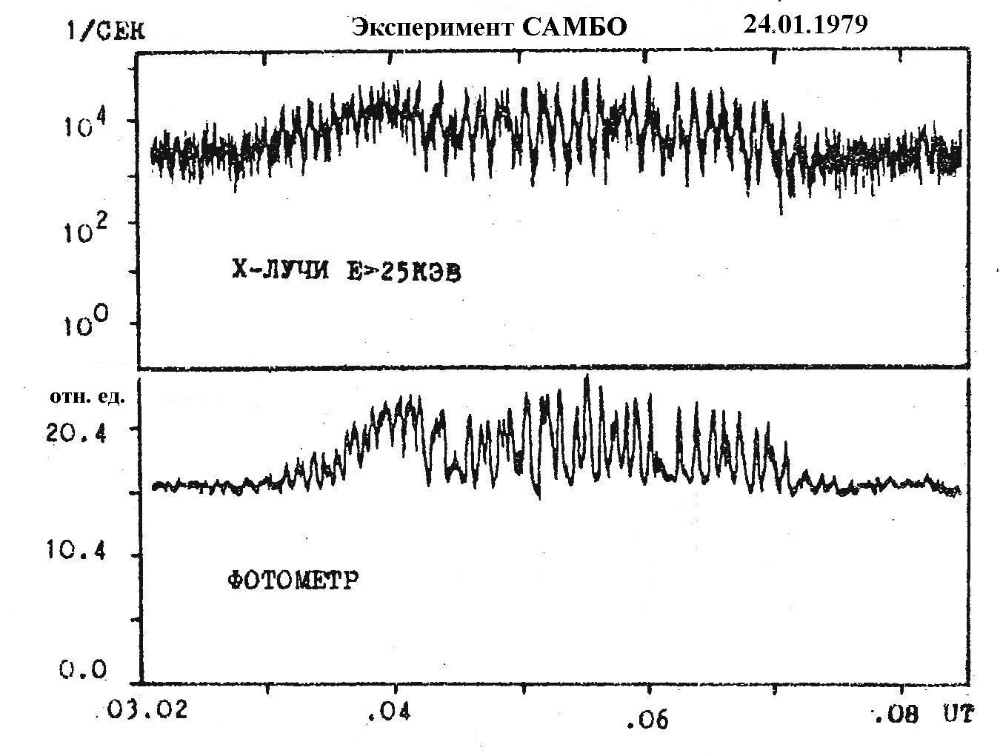 1/СЕК Эксперимент САМБО 24.01.1979
10⁴
10²
Х-ЛУЧИ Е>25КЭВ
10⁰
отн. ед.
20.4
10.4
ФОТОМЕТР
0.0
03.02 .04 .06 .08 UT